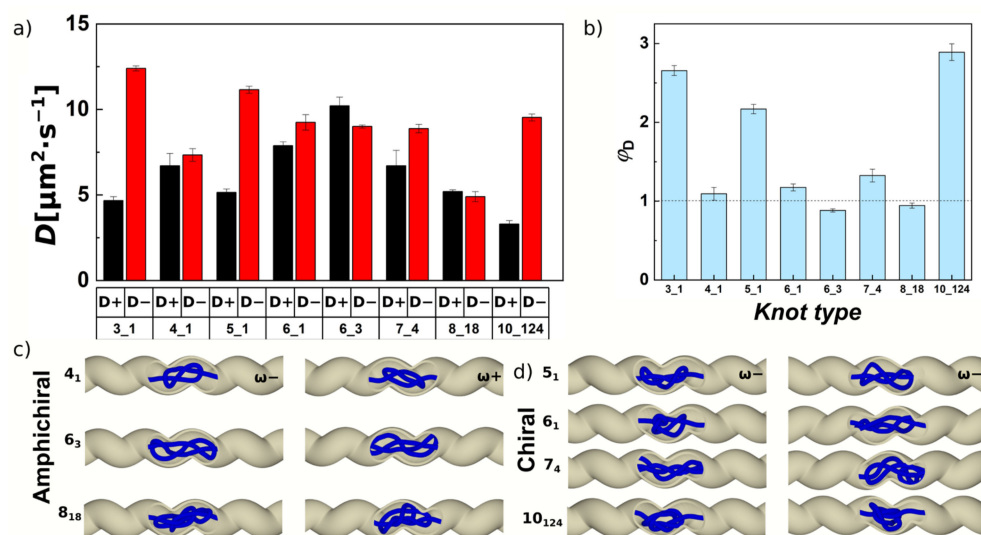 a)
D[μm²·s⁻¹]
15
10
5
0
D+ D− D+ D− D+ D− D+ D− D+ D− D+ D− D+ D− D+ D−
3_1 4_1 5_1 6_1 6_3 7_4 8_18 10_124
b)
φD
3
2
1
0
3_1 4_1 5_1 6_1 6_3 7_4 8_18 10_124
Knot type
c)
Amphichiral
4₁ ω− ω+
6₃
8₁₈
d)
Chiral
5₁ ω− ω−
6₁
7₄
10₁₂₄